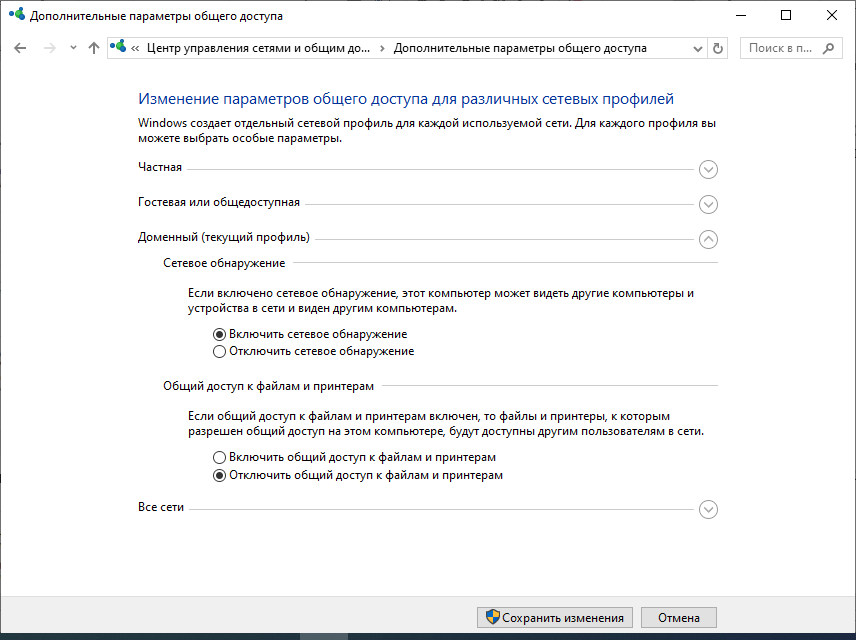 Дополнительные параметры общего доступа
« Центр управления сетями и общим до... › Дополнительные параметры общего доступа
Поиск в п...
Изменение параметров общего доступа для различных сетевых профилей
Windows создает отдельный сетевой профиль для каждой используемой сети. Для каждого профиля вы
можете выбрать особые параметры.
Частная
Гостевая или общедоступная
Доменный (текущий профиль)
Сетевое обнаружение
Если включено сетевое обнаружение, этот компьютер может видеть другие компьютеры и
устройства в сети и виден другим компьютерам.
Включить сетевое обнаружение
Отключить сетевое обнаружение
Общий доступ к файлам и принтерам
Если общий доступ к файлам и принтерам включен, то файлы и принтеры, к которым
разрешен общий доступ на этом компьютере, будут доступны другим пользователям в сети.
Включить общий доступ к файлам и принтерам
Отключить общий доступ к файлам и принтерам
Все сети
Сохранить изменения
Отмена